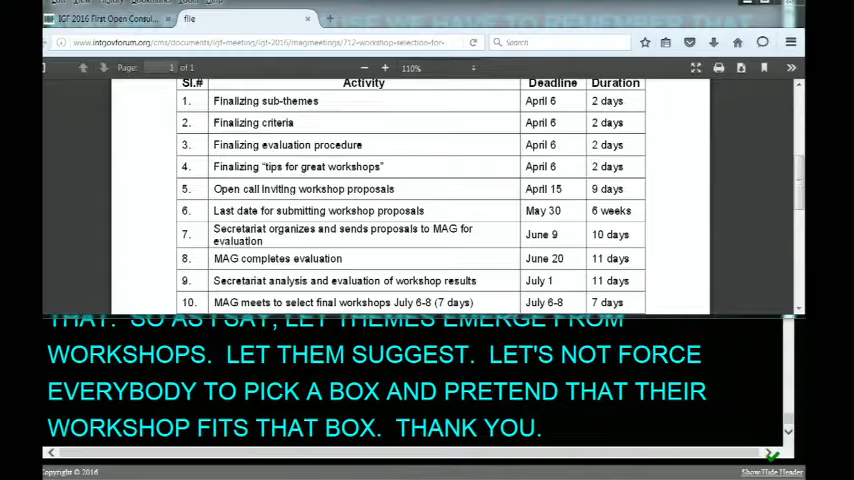 View History Bookmarks Tools Help
IGF 2016 First Open Consul...
file
www.intgovforum.org/cms/documents/igf-meeting/igf-2016/magmeetings/712-workshop-selection-for-
Search
Page: 1 of 1
110%
Sl.# Activity Deadline Duration
1. Finalizing sub-themes April 6 2 days
2. Finalizing criteria April 6 2 days
3. Finalizing evaluation procedure April 6 2 days
4. Finalizing "tips for great workshops" April 6 2 days
5. Open call inviting workshop proposals April 15 9 days
6. Last date for submitting workshop proposals May 30 6 weeks
7. Secretariat organizes and sends proposals to MAG for June 9 10 days
evaluation
8. MAG completes evaluation June 20 11 days
9. Secretariat analysis and evaluation of workshop results July 1 11 days
10. MAG meets to select final workshops July 6-8 (7 days) July 6-8 7 days
THAT. SO AS I SAY, LET THEMES EMERGE FROM
WORKSHOPS. LET THEM SUGGEST. LET'S NOT FORCE
EVERYBODY TO PICK A BOX AND PRETEND THAT THEIR
WORKSHOP FITS THAT BOX. THANK YOU.
Copyright © 2016
Show/Hide Header